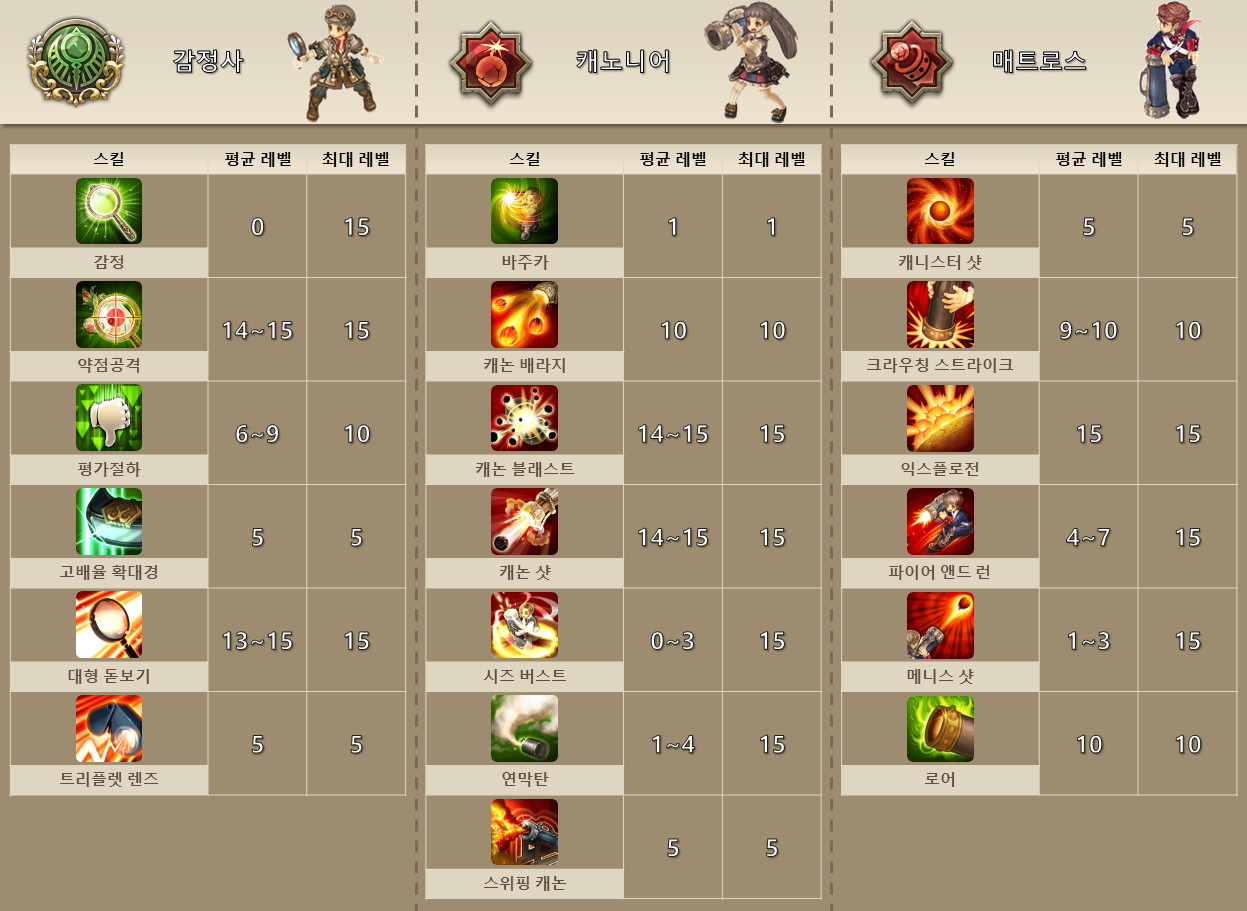 감정사
스킬 평균 레벨 최대 레벨
0 15
감정
14~15 15
약점공격
6~9 10
평가절하
5 5
고배율 확대경
13~15 15
대형 돋보기
5 5
트리플렛 렌즈
캐노니어
스킬 평균 레벨 최대 레벨
1 1
바주카
10 10
캐논 배라지
14~15 15
캐논 블래스트
14~15 15
캐논 샷
0~3 15
시즈 버스트
1~4 15
연막탄
5 5
스위핑 캐논
매트로스
스킬 평균 레벨 최대 레벨
5 5
캐니스터 샷
9~10 10
크라우칭 스트라이크
15 15
익스플로전
4~7 15
파이어 앤드 런
1~3 15
메니스 샷
10 10
로어